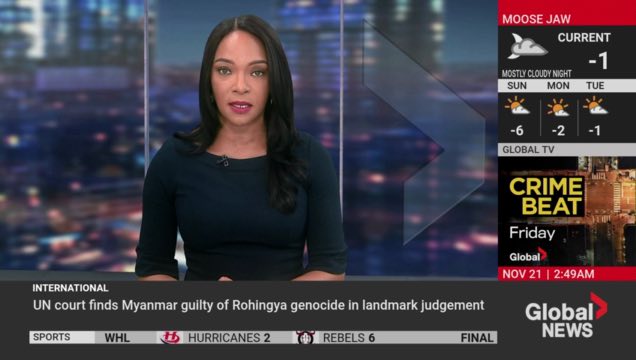 MOOSE JAW
CURRENT
-1
MOSTLY CLOUDY NIGHT
SUN MON TUE
-6 -2 -1
GLOBAL TV
CRIME
BEAT
Friday
Global
NOV 21 | 2:49AM
INTERNATIONAL
UN court finds Myanmar guilty of Rohingya genocide in landmark judgement
Global
NEWS
SPORTS WHL HURRICANES 2 REBELS 6 FINAL